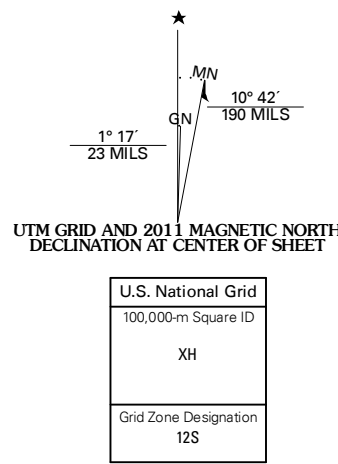 ★
MN
GN
10° 42´
190 MILS
1° 17´
23 MILS
UTM GRID AND 2011 MAGNETIC NORTH
DECLINATION AT CENTER OF SHEET
U.S. National Grid
100,000-m Square ID
XH
Grid Zone Designation
12S